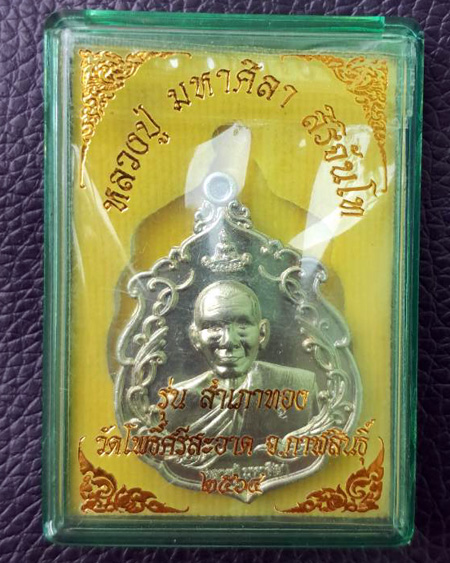 หลวงปู่ มหาศิลา สิริจันโท
รุ่น สำเภาทอง
วัดโพธิ์ศรีสะอาด จ.กาฬสินธุ์
๒๕๖๔